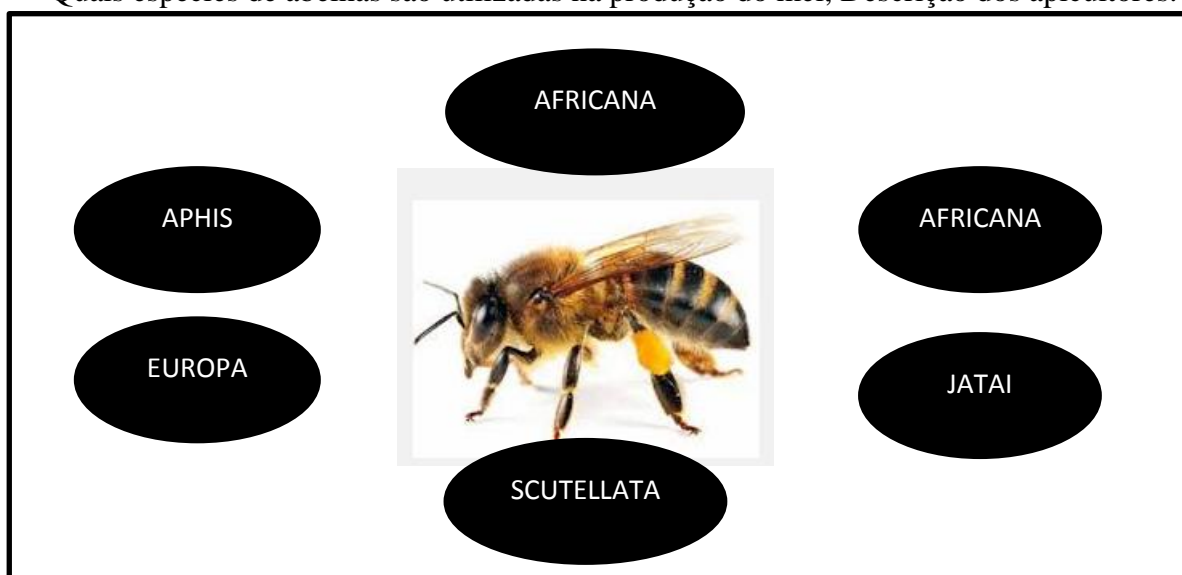 Quais espécies de abelhas são utilizadas na produção do mel, Descrição dos apicultores.
AFRICANA
APHIS
AFRICANA
EUROPA
JATAI
SCUTELLATA